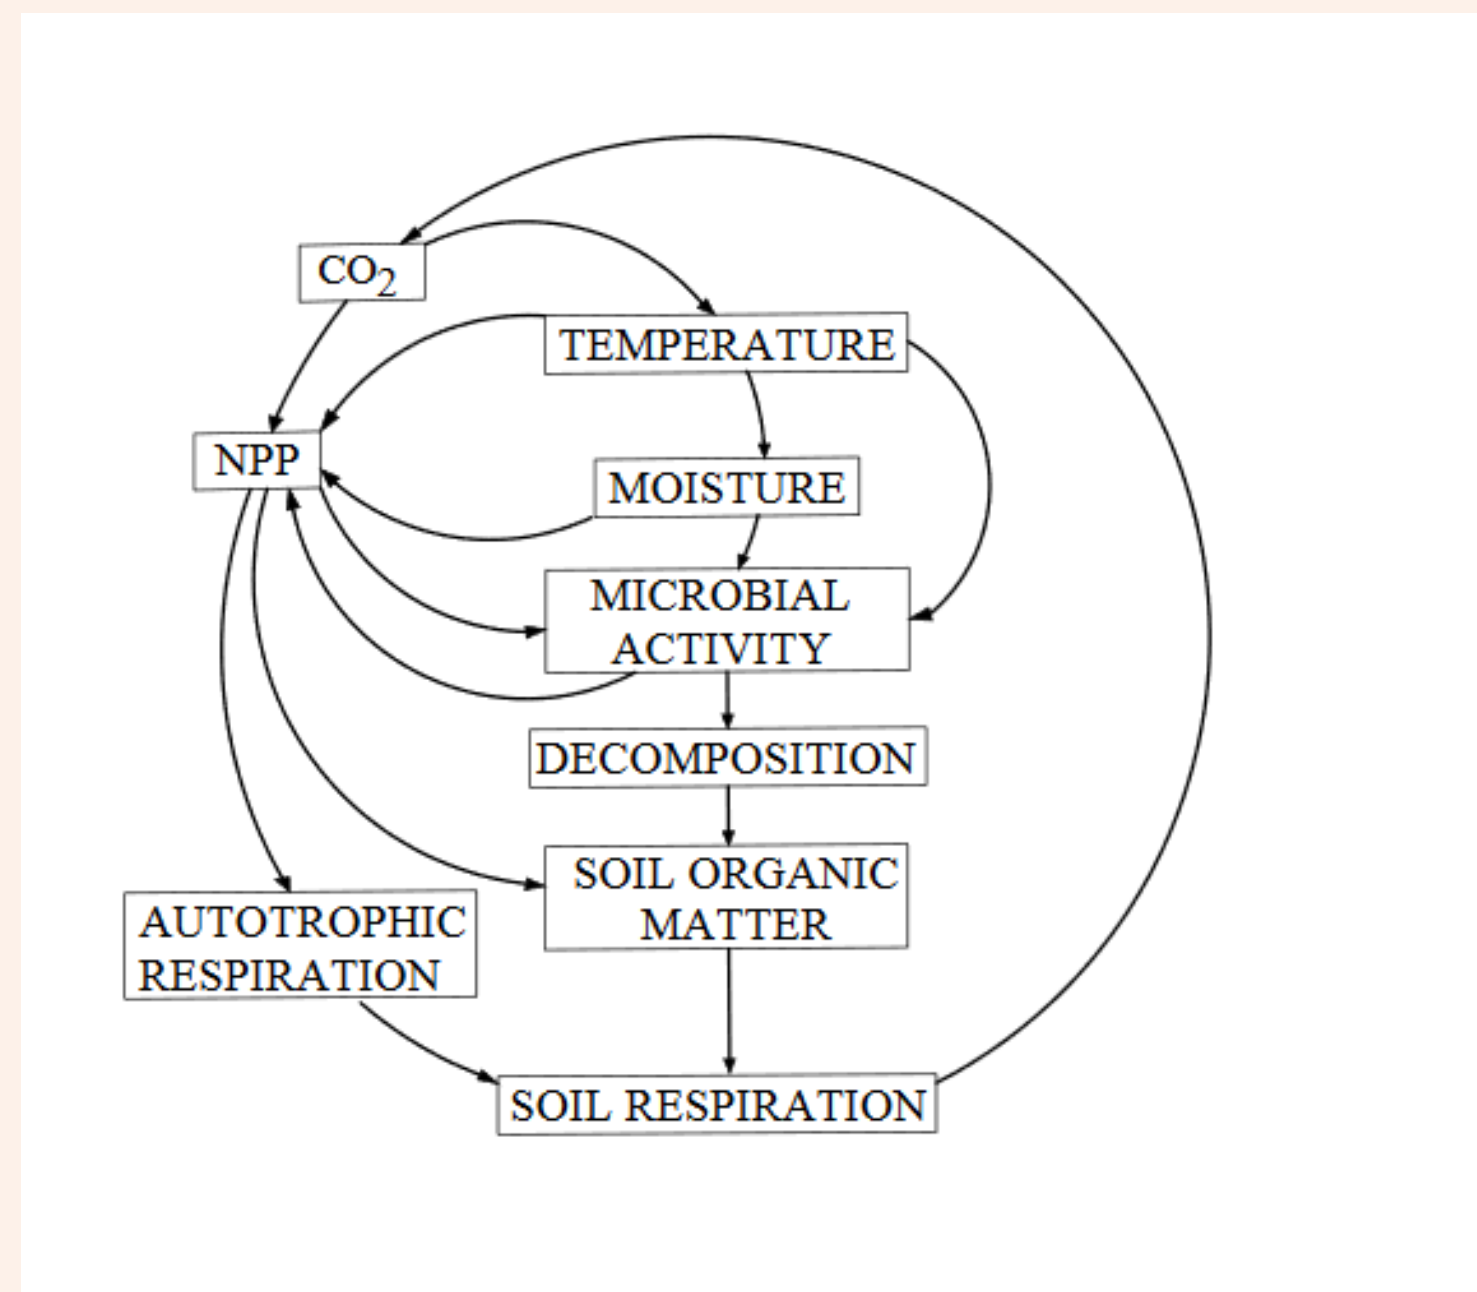 CO₂
TEMPERATURE
NPP
MOISTURE
MICROBIAL
ACTIVITY
DECOMPOSITION
SOIL ORGANIC
MATTER
AUTOTROPHIC
RESPIRATION
SOIL RESPIRATION